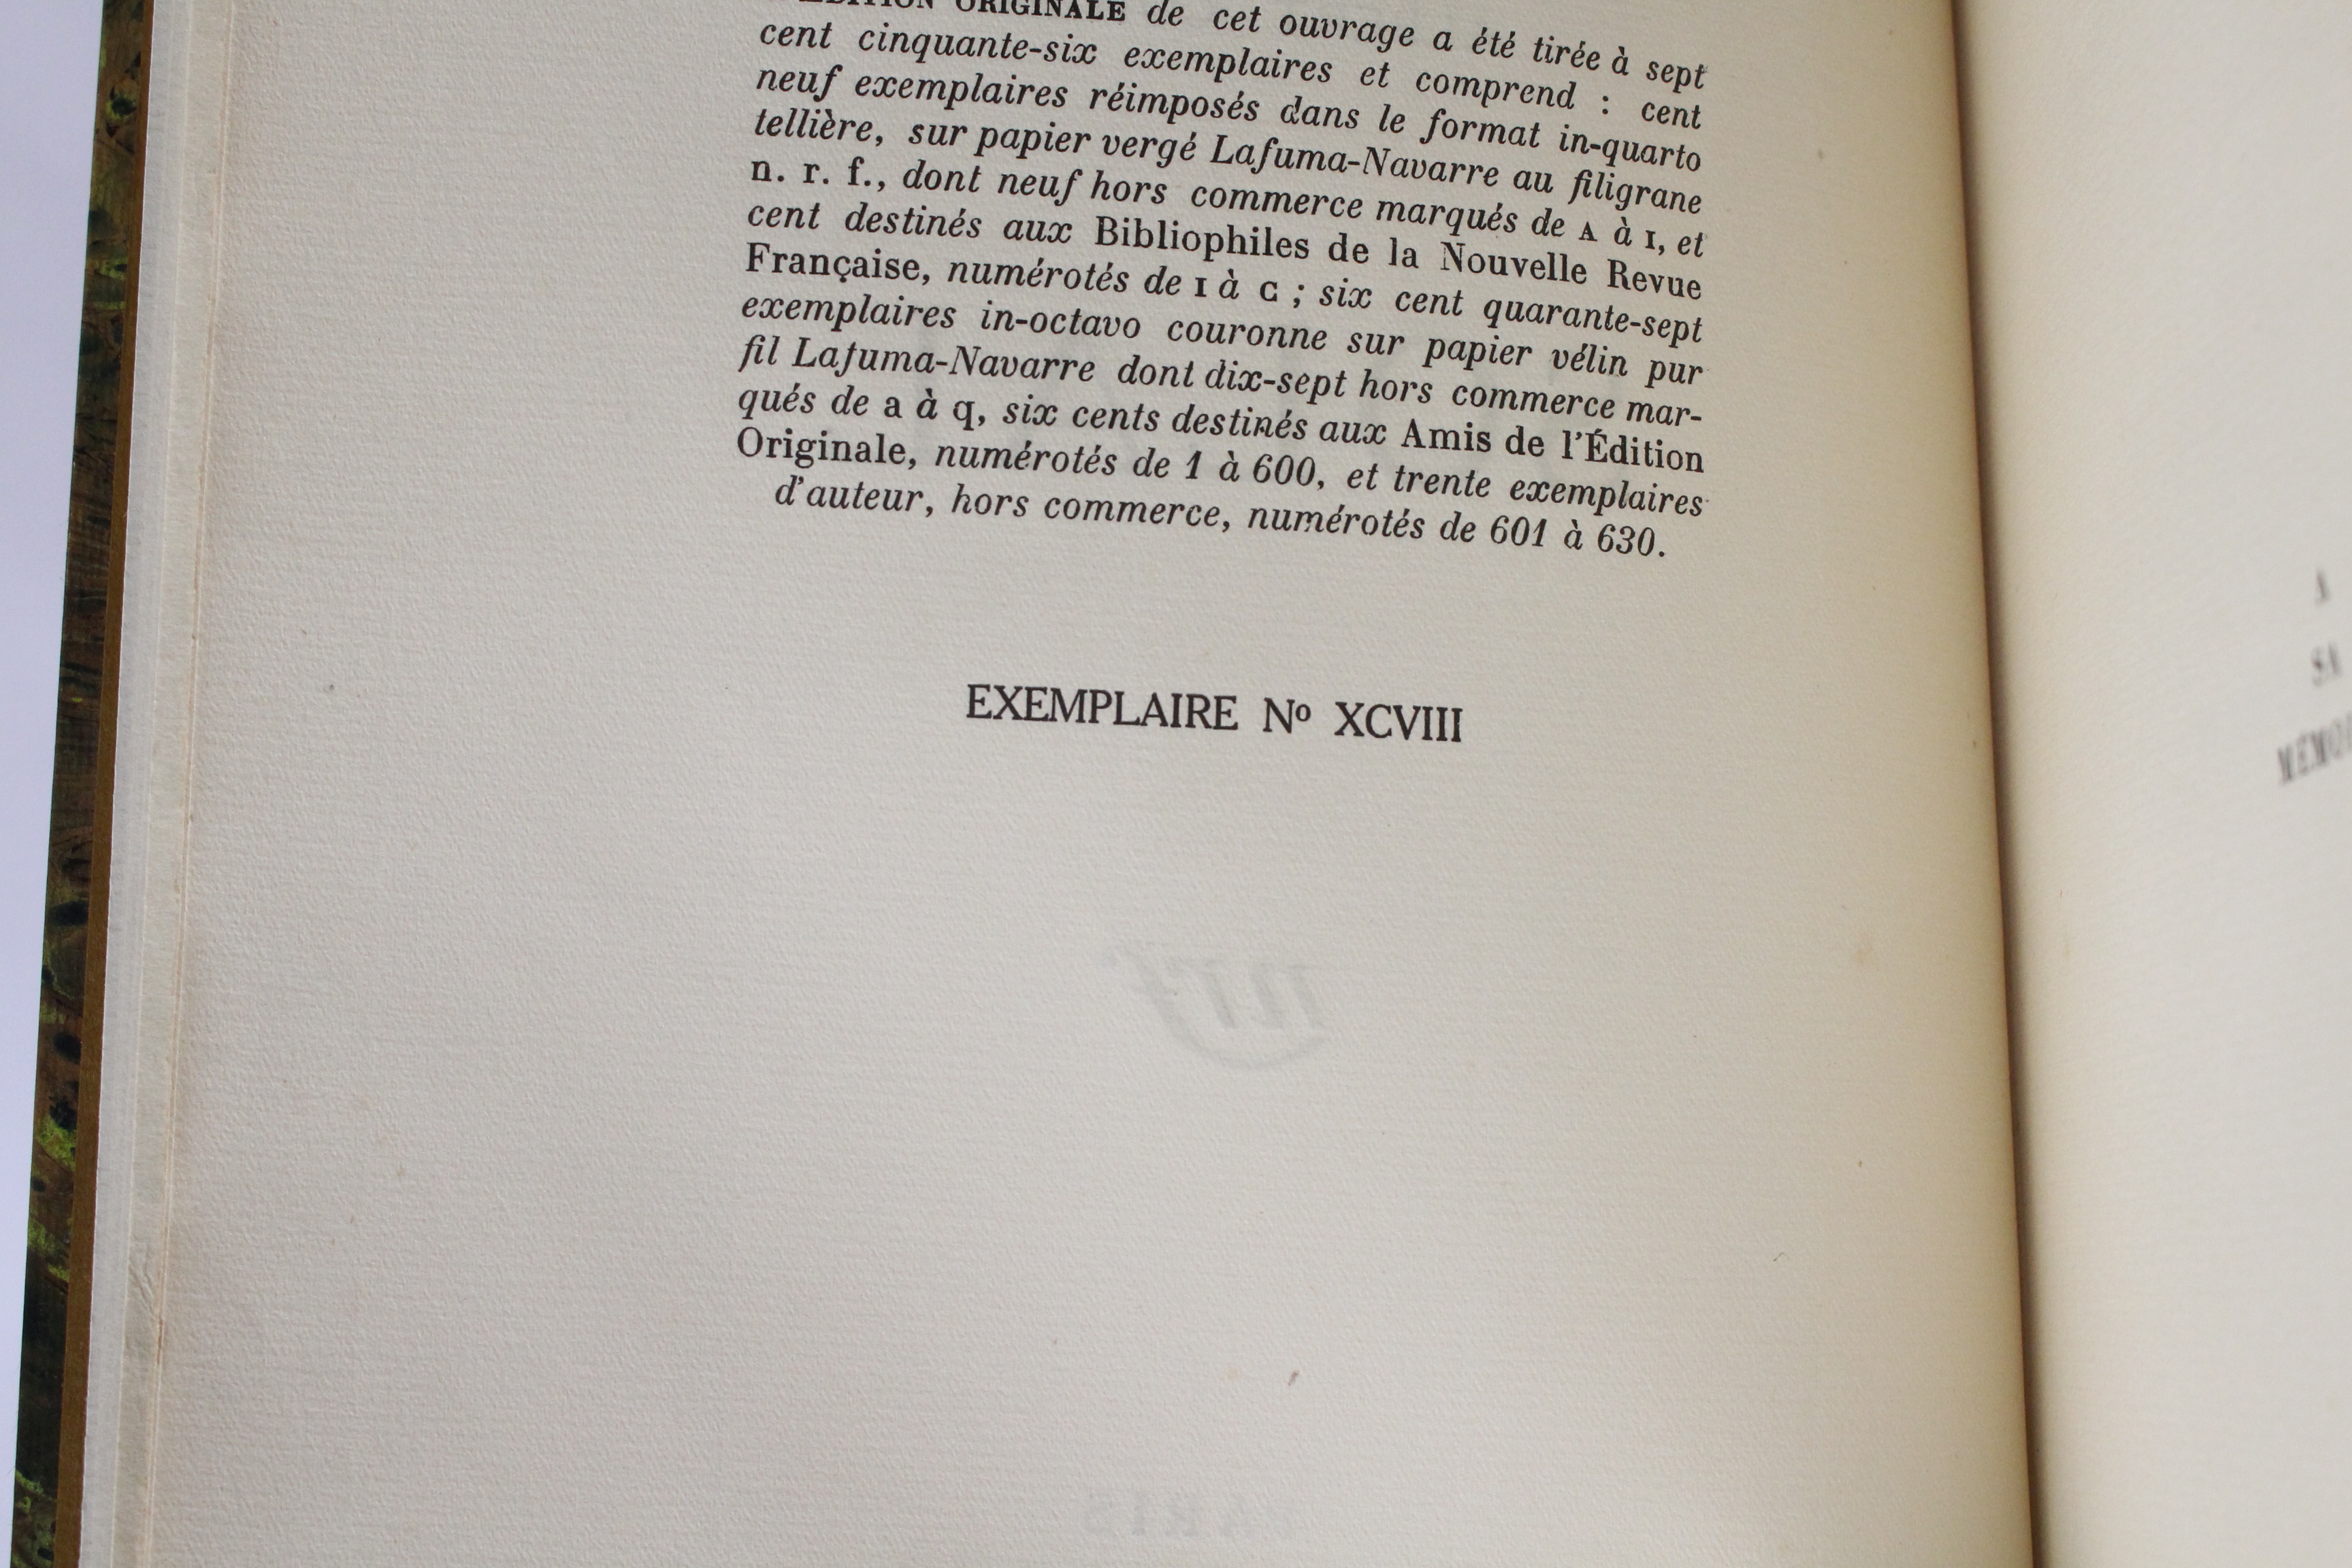 ÉDITION ORIGINALE de cet ouvrage a été tirée à sept
cent cinquante-six exemplaires et comprend : cent
neuf exemplaires réimposés dans le format in-quarto
tellière, sur papier vergé Lafuma-Navarre au filigrane
n. r. f., dont neuf hors commerce marqués de A à I, et
cent destinés aux Bibliophiles de la Nouvelle Revue
Française, numérotés de I à C ; six cent quarante-sept
exemplaires in-octavo couronne sur papier vélin pur
fil Lafuma-Navarre dont dix-sept hors commerce mar-
qués de a à q, six cents destinés aux Amis de l'Édition
Originale, numérotés de 1 à 600, et trente exemplaires
d'auteur, hors commerce, numérotés de 601 à 630.
EXEMPLAIRE Nº XCVIII
nrf
PARIS
A
SA